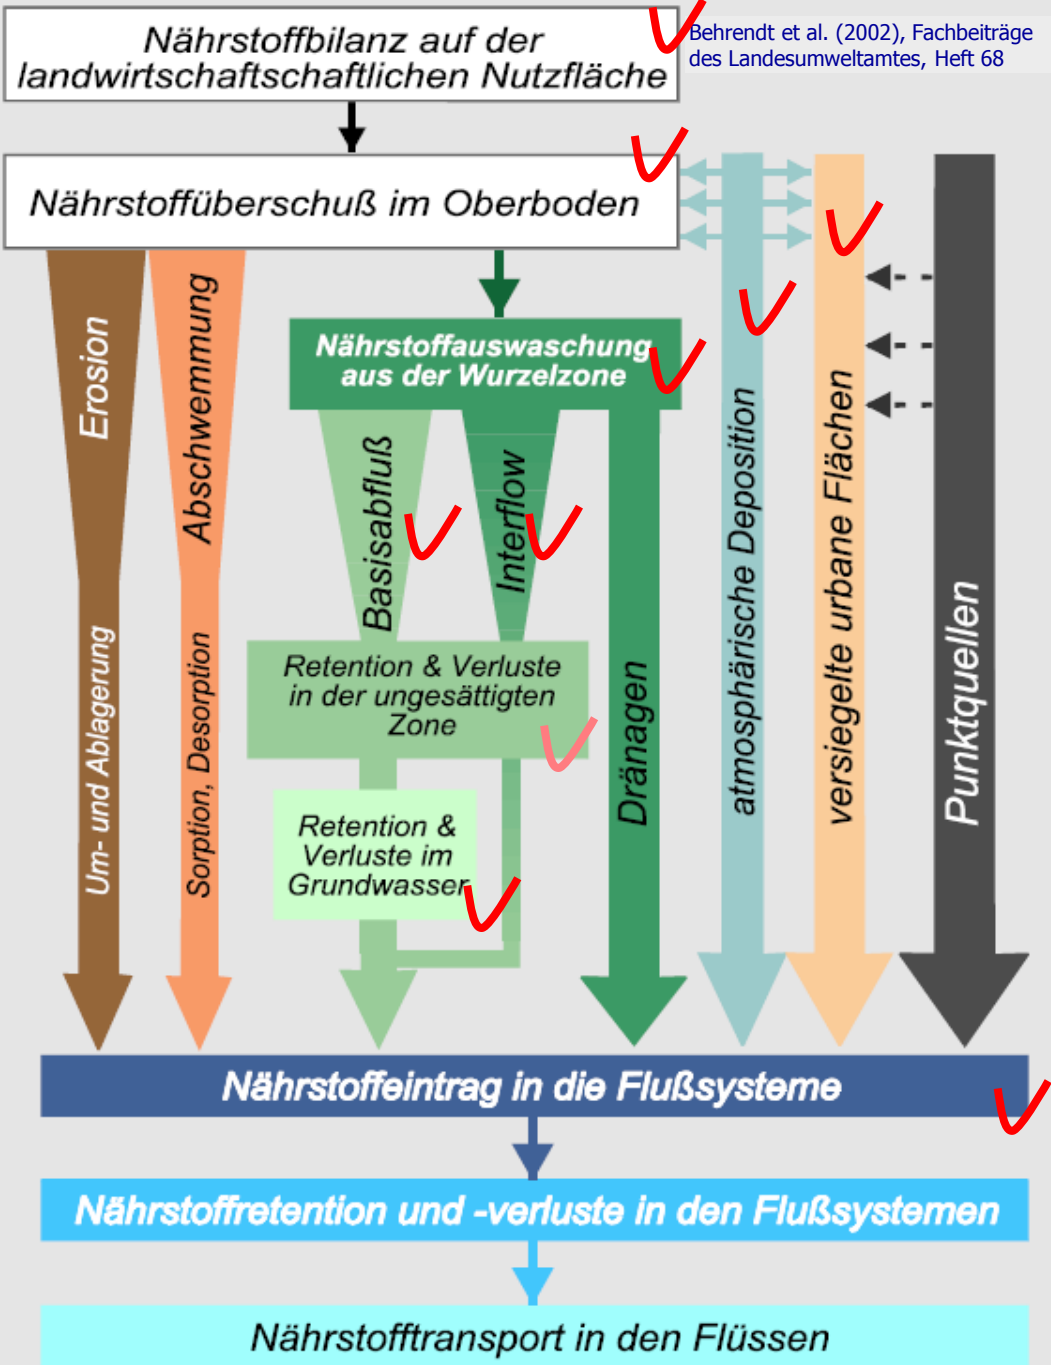 Nährstoffbilanz auf der
landwirtschaftschaftlichen Nutzfläche
Behrendt et al. (2002), Fachbeiträge
des Landesumweltamtes, Heft 68
Nährstoffüberschuß im Oberboden
Erosion
Um- und Ablagerung
Abschwemmung
Sorption, Desorption
Nährstoffauswaschung
aus der Wurzelzone
Basisabfluß
Interflow
Retention & Verluste
in der ungesättigten
Zone
Retention &
Verluste im
Grundwasser
Dränagen
atmosphärische Deposition
versiegelte urbane Flächen
Punktquellen
Nährstoffeintrag in die Flußsysteme
Nährstoffretention und -verluste in den Flußsystemen
Nährstofftransport in den Flüssen